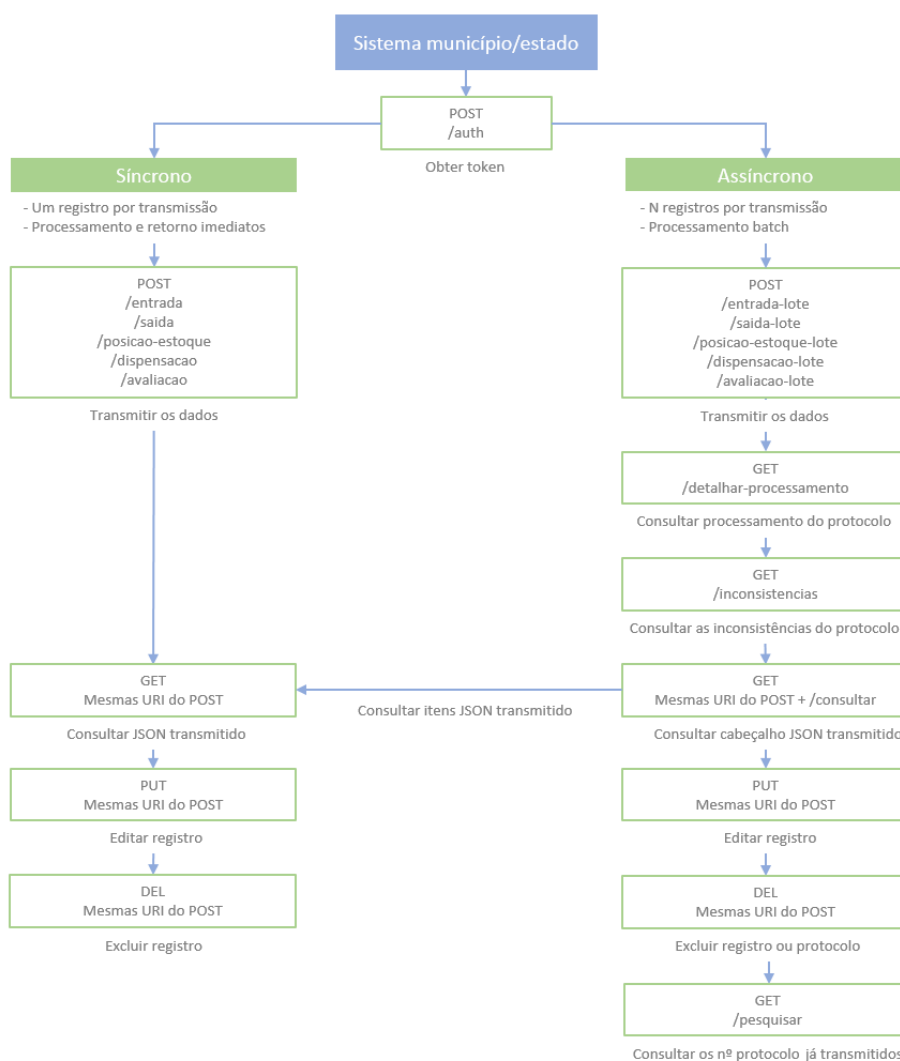 Sistema município/estado
POST
/auth
Obter token
Síncrono
- Um registro por transmissão
- Processamento e retorno imediatos
POST
/entrada
/saida
/posicao-estoque
/dispensacao
/avaliacao
Transmitir os dados
GET
Mesmas URI do POST
Consultar JSON transmitido
PUT
Mesmas URI do POST
Editar registro
DEL
Mesmas URI do POST
Excluir registro
Consultar itens JSON transmitido
Assíncrono
- N registros por transmissão
- Processamento batch
POST
/entrada-lote
/saida-lote
/posicao-estoque-lote
/dispensacao-lote
/avaliacao-lote
Transmitir os dados
GET
/detalhar-processamento
Consultar processamento do protocolo
GET
/inconsistencias
Consultar as inconsistências do protocolo
GET
Mesmas URI do POST + /consultar
Consultar cabeçalho JSON transmitido
PUT
Mesmas URI do POST
Editar registro
DEL
Mesmas URI do POST
Excluir registro ou protocolo
GET
/pesquisar
Consultar os nº protocolo já transmitidos